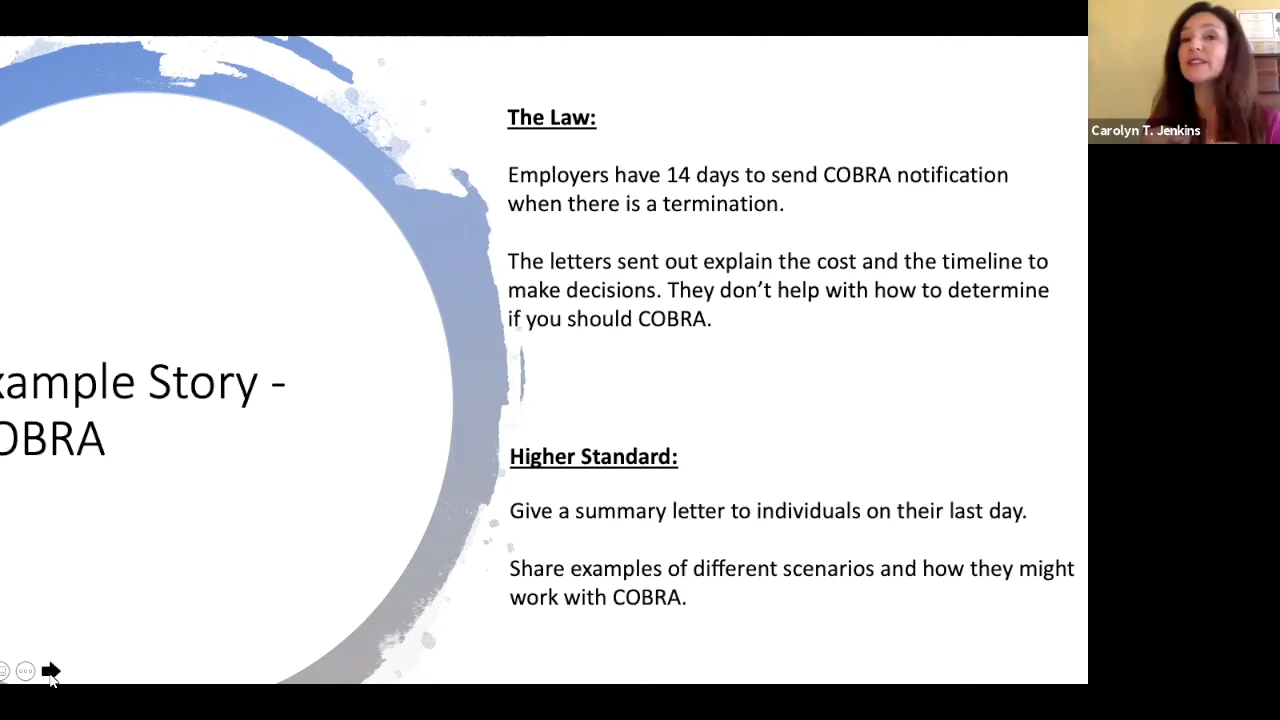 xample Story -
OBRA
The Law:
Employers have 14 days to send COBRA notification
when there is a termination.
The letters sent out explain the cost and the timeline to
make decisions. They don’t help with how to determine
if you should COBRA.
Higher Standard:
Give a summary letter to individuals on their last day.
Share examples of different scenarios and how they might
work with COBRA.
Carolyn T. Jenkins